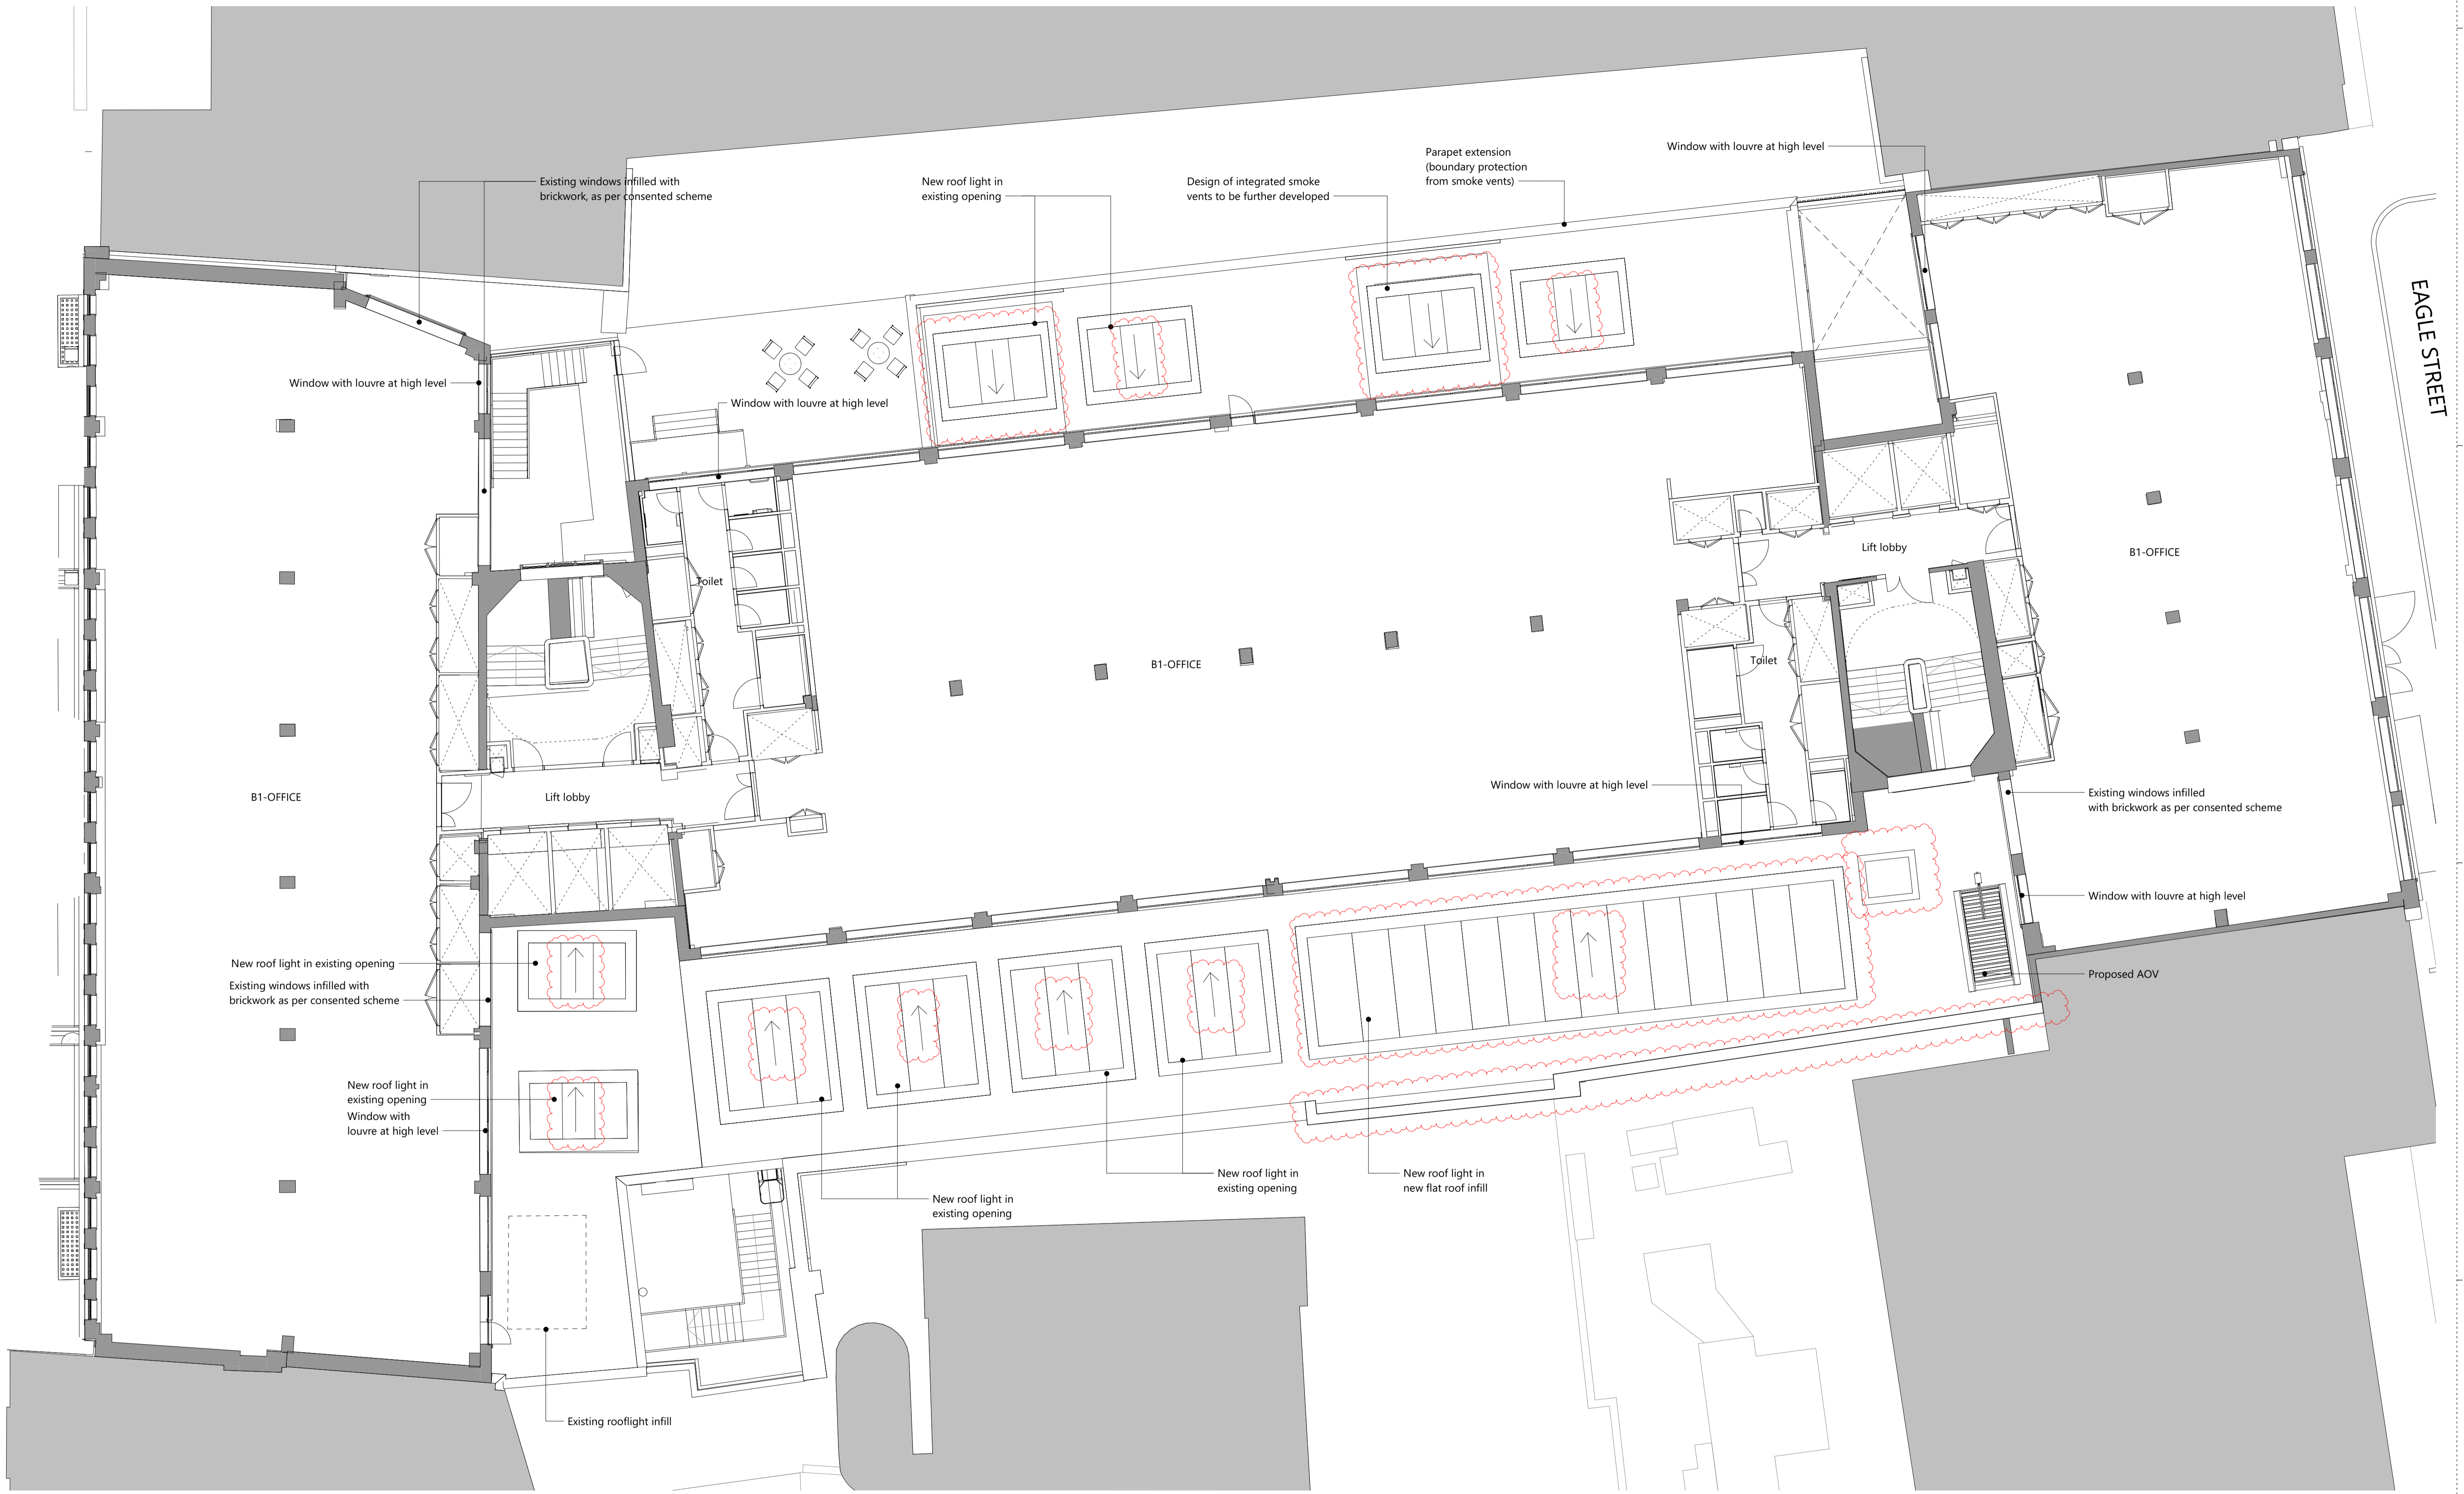 Window with louvre at high level
Parapet extension
(boundary protection
from smoke vents)
Existing windows infilled with
brickwork, as per consented scheme
New roof light in
existing opening
Design of integrated smoke
vents to be further developed
EAGLE STREET
Window with louvre at high level
Window with louvre at high level
Lift lobby
B1-OFFICE
Toilet
B1-OFFICE
Toilet
Window with louvre at high level
B1-OFFICE
Lift lobby
Existing windows infilled
with brickwork as per consented scheme
Window with louvre at high level
New roof light in existing opening
Proposed AOV
Existing windows infilled with
brickwork as per consented scheme
New roof light in
existing opening
Window with
louvre at high level
New roof light in
existing opening
New roof light in
new flat roof infill
New roof light in
existing opening
Existing rooflight infill